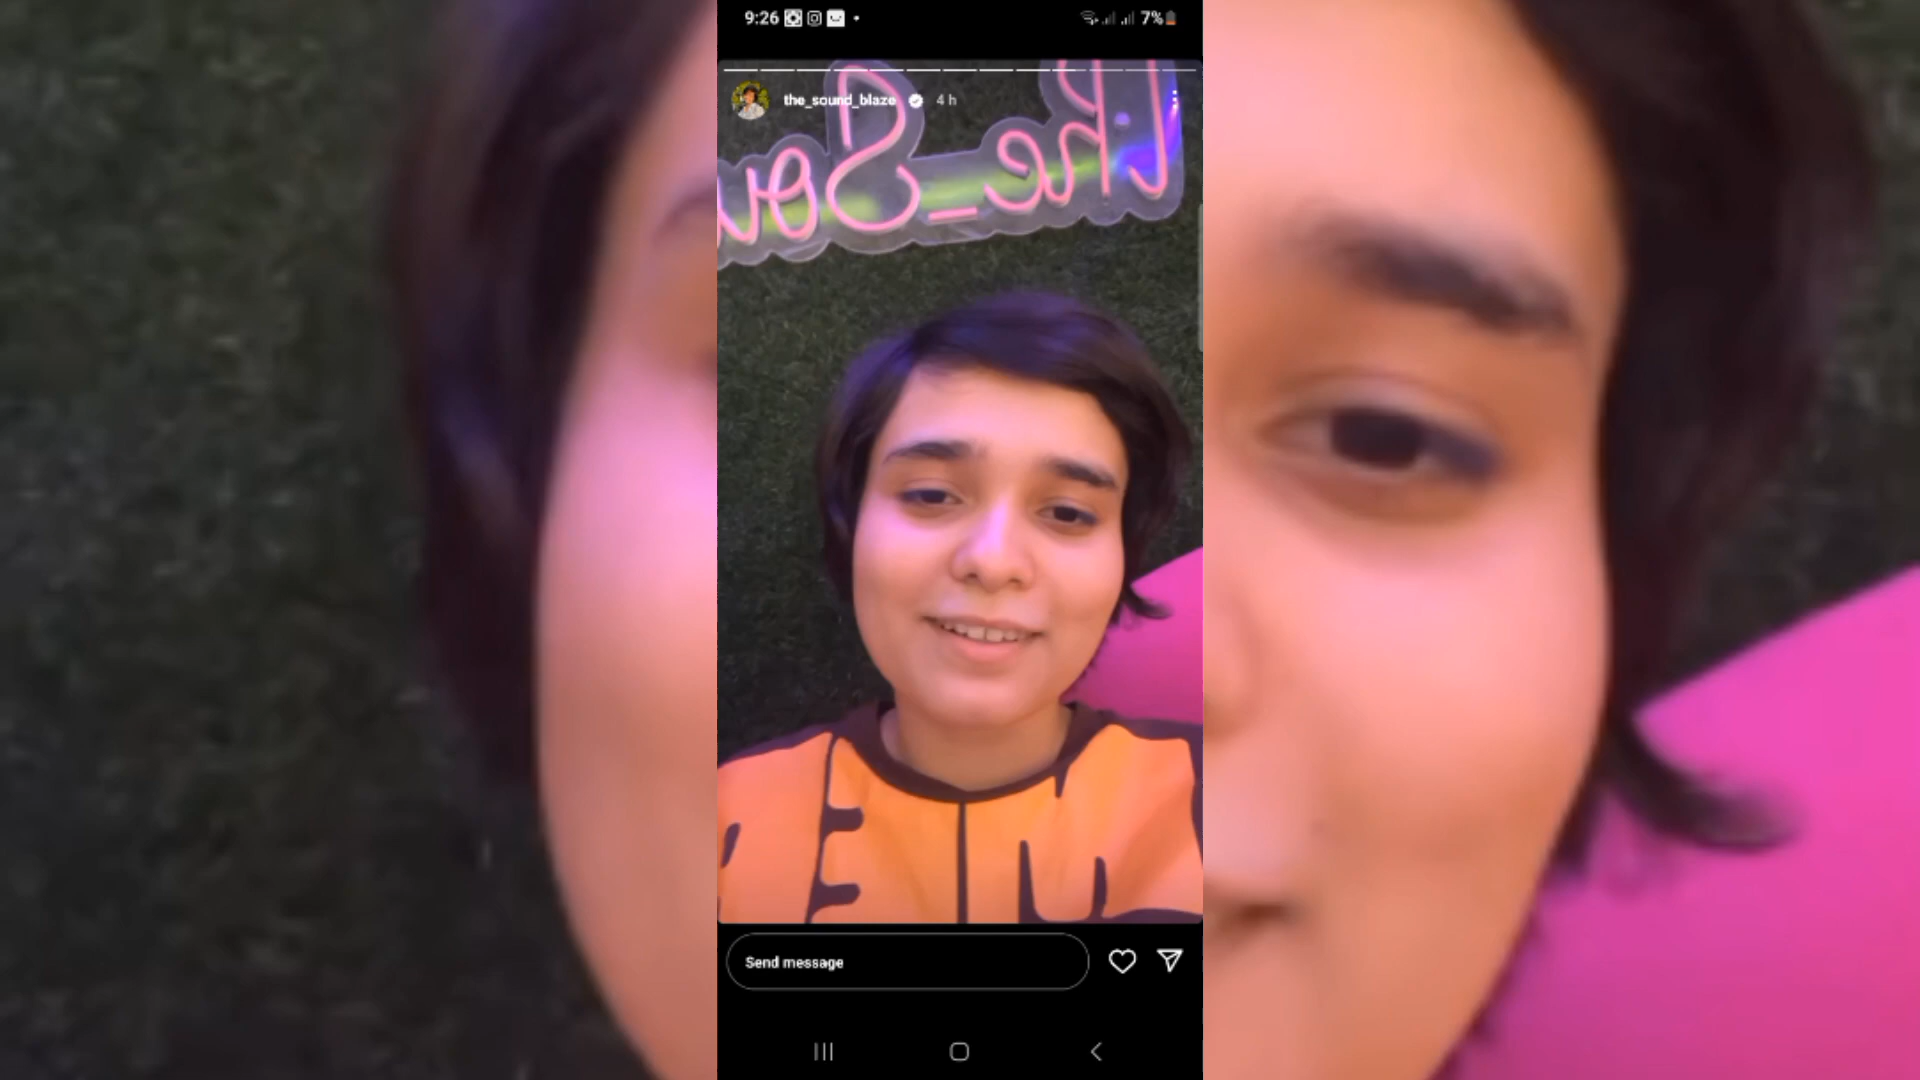 9:26
7%
the_sound_blaze 4 h
The_Sou
Send message